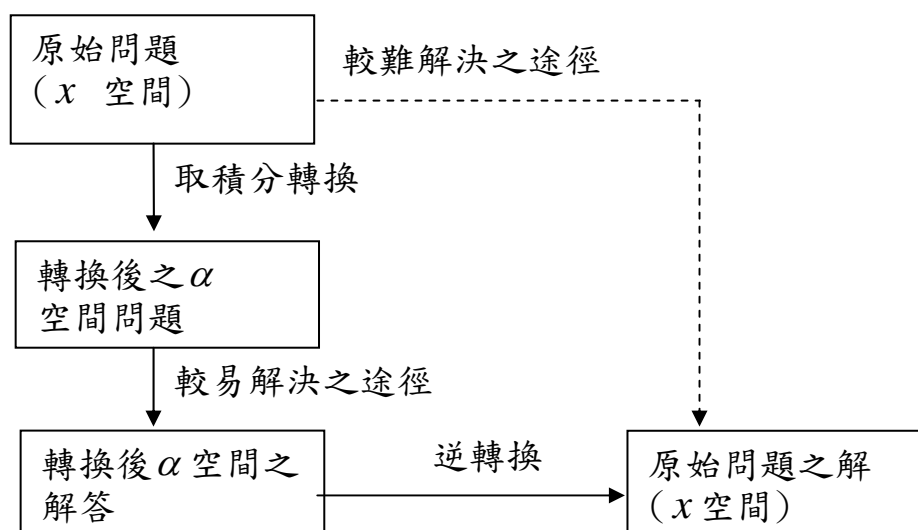 原始問題
(x 空間)
較難解決之途徑
取積分轉換
轉換後之α
空間問題
較易解決之途徑
轉換後α空間之
解答
逆轉換
原始問題之解
(x空間)